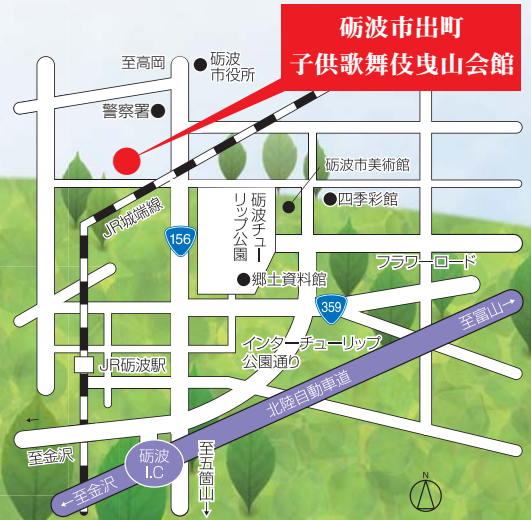 砺波市出町
子供歌舞伎曳山会館
至高岡
砺波
市役所
警察署
砺波市美術館
四季彩館
JR城端線
砺波チュー
リップ公園
156
郷土資料館
フラワーロード
359
至富山
インターチューリップ
公園通り
JR砺波駅
北陸自動車道
至金沢
砺波
I.C
至五箇山
至金沢
N